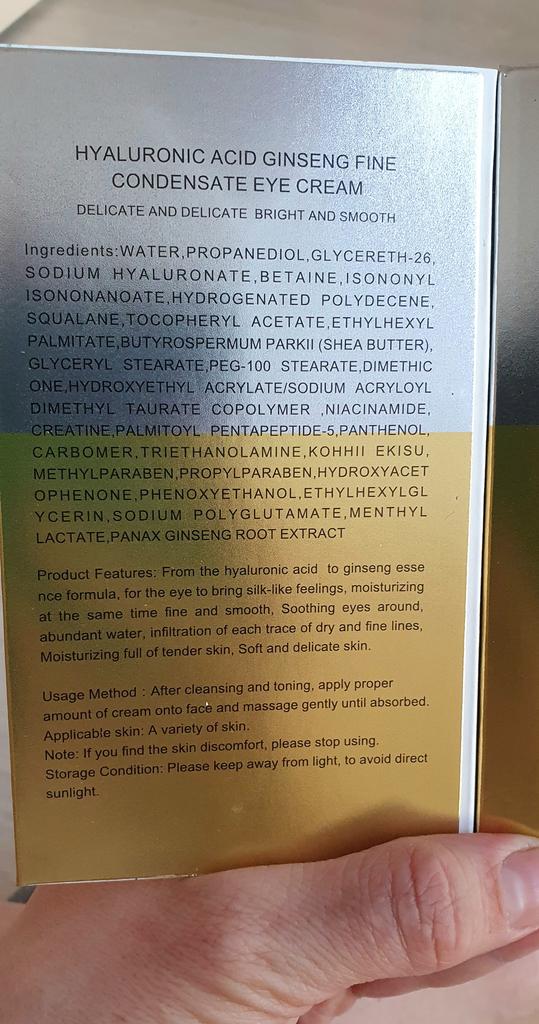 HYALURONIC ACID GINSENG FINE
CONDENSATE EYE CREAM
DELICATE AND DELICATE BRIGHT AND SMOOTH
Ingredients:WATER,PROPANEDIOL,GLYCERETH-26,
SODIUM HYALURONATE,BETAINE,ISONONYL
ISONONANOATE,HYDROGENATED POLYDECENE,
SQUALANE,TOCOPHERYL ACETATE,ETHYLHEXYL
PALMITATE,BUTYROSPERMUM PARKII (SHEA BUTTER),
GLYCERYL STEARATE,PEG-100 STEARATE,DIMETHIC
ONE,HYDROXYETHYL ACRYLATE/SODIUM ACRYLOYL
DIMETHYL TAURATE COPOLYMER ,NIACINAMIDE,
CREATINE,PALMITOYL PENTAPEPTIDE-5,PANTHENOL,
CARBOMER,TRIETHANOLAMINE,KOHHII EKISU,
METHYLPARABEN,PROPYLPARABEN,HYDROXYACET
OPHENONE,PHENOXYETHANOL,ETHYLHEXYLGL
YCERIN,SODIUM POLYGLUTAMATE,MENTHYL
LACTATE,PANAX GINSENG ROOT EXTRACT
Product Features: From the hyaluronic acid to ginseng esse
nce formula, for the eye to bring silk-like feelings, moisturizing
at the same time fine and smooth, Soothing eyes around,
abundant water, infiltration of each trace of dry and fine lines,
Moisturizing full of tender skin, Soft and delicate skin.
Usage Method : After cleansing and toning, apply proper
amount of cream onto face and massage gently until absorbed.
Applicable skin: A variety of skin.
Note: If you find the skin discomfort, please stop using.
Storage Condition: Please keep away from light, to avoid direct
sunlight.